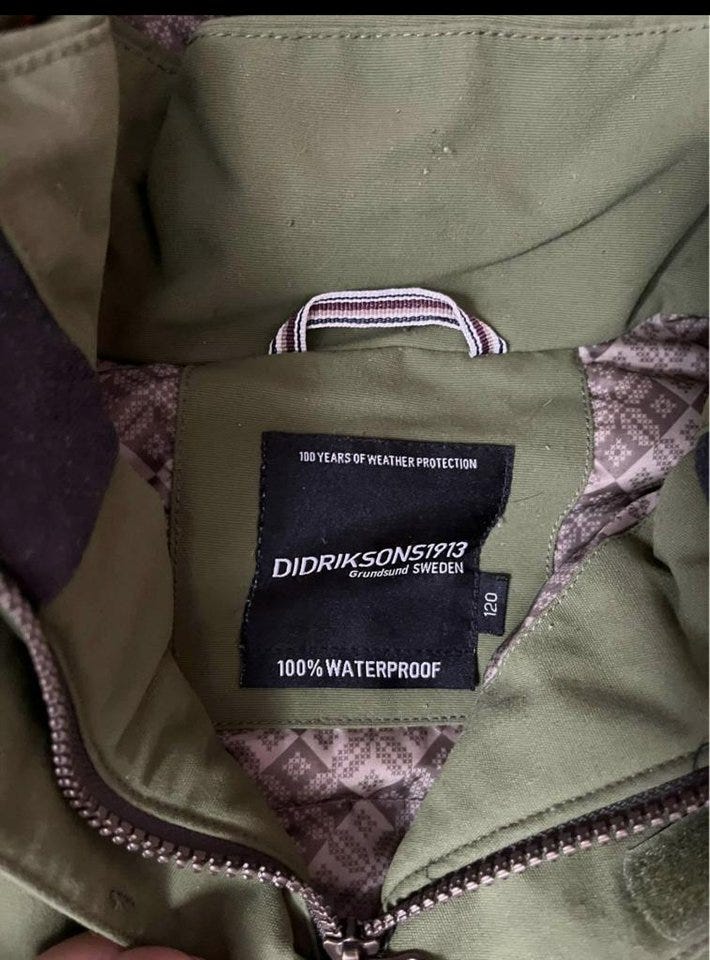 100 YEARS OF WEATHER PROTECTION
DIDRIKSONS1913
Grundsund SWEDEN
120
100% WATERPROOF